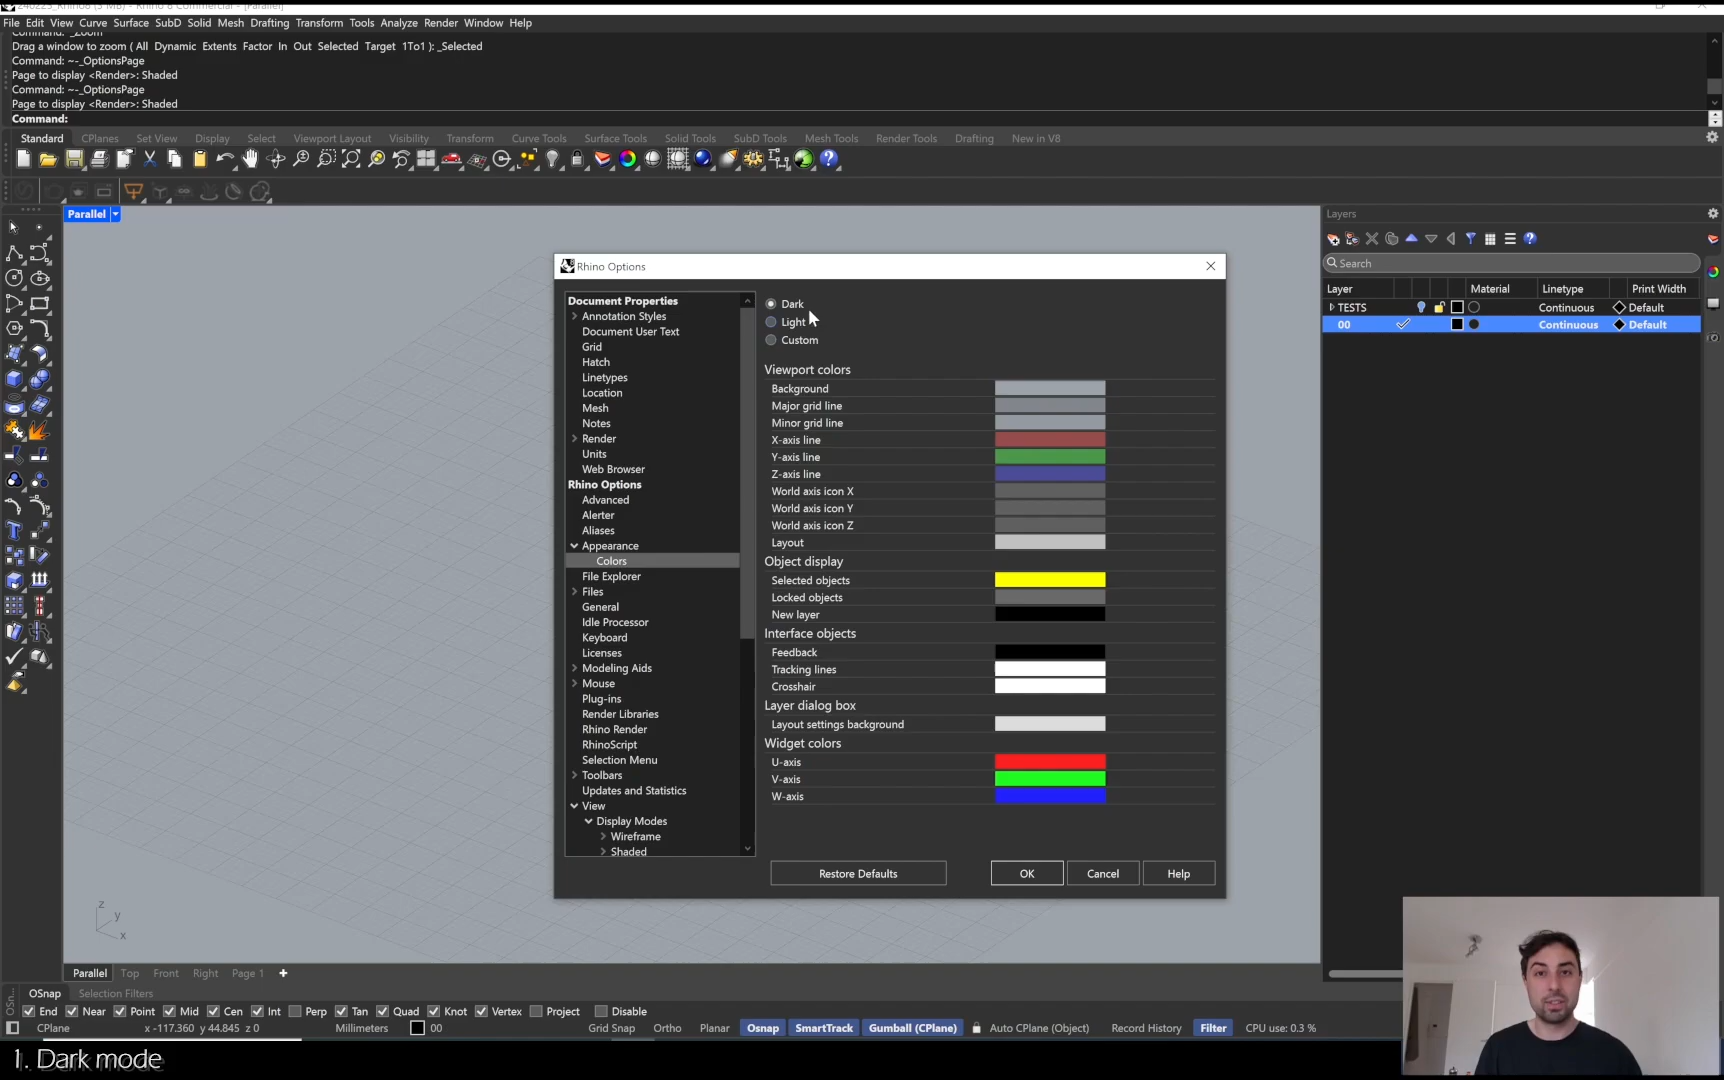 240223_Rhino8 (3 MB) - Rhino 8 Commercial - [Parallel]
File Edit View Curve Surface SubD Solid Mesh Drafting Transform Tools Analyze Render Window Help
Command: _Zoom
Drag a window to zoom ( All Dynamic Extents Factor In Out Selected Target 1To1 ): _Selected
Command: ~-_OptionsPage
Page to display <Render>: Shaded
Command: ~-_OptionsPage
Page to display <Render>: Shaded
Command:
Standard CPlanes Set View Display Select Viewport Layout Visibility Transform Curve Tools Surface Tools Solid Tools SubD Tools Mesh Tools Render Tools Drafting New in V8
Parallel
Rhino Options
Document Properties
Annotation Styles
Document User Text
Grid
Hatch
Linetypes
Location
Mesh
Notes
Render
Units
Web Browser
Rhino Options
Advanced
Alerter
Aliases
Appearance
Colors
File Explorer
Files
General
Idle Processor
Keyboard
Licenses
Modeling Aids
Mouse
Plug-ins
Render Libraries
Rhino Render
RhinoScript
Selection Menu
Toolbars
Updates and Statistics
View
Display Modes
Wireframe
Shaded
Dark
Light
Custom
Viewport colors
Background
Major grid line
Minor grid line
X-axis line
Y-axis line
Z-axis line
World axis icon X
World axis icon Y
World axis icon Z
Layout
Object display
Selected objects
Locked objects
New layer
Interface objects
Feedback
Tracking lines
Crosshair
Layer dialog box
Layout settings background
Widget colors
U-axis
V-axis
W-axis
Restore Defaults OK Cancel Help
Layers
Search
Layer Material Linetype Print Width
TESTS Continuous Default
00 Continuous Default
z
y
x
Parallel Top Front Right Page 1
OSnap Selection Filters
OSn...
End Near Point Mid Cen Int Perp Tan Quad Knot Vertex Project Disable
CPlane x -117.360 y 44.845 z 0 Millimeters 00 Grid Snap Ortho Planar Osnap SmartTrack Gumball (CPlane) Auto CPlane (Object) Record History Filter CPU use: 0.3 %
1. Dark mode